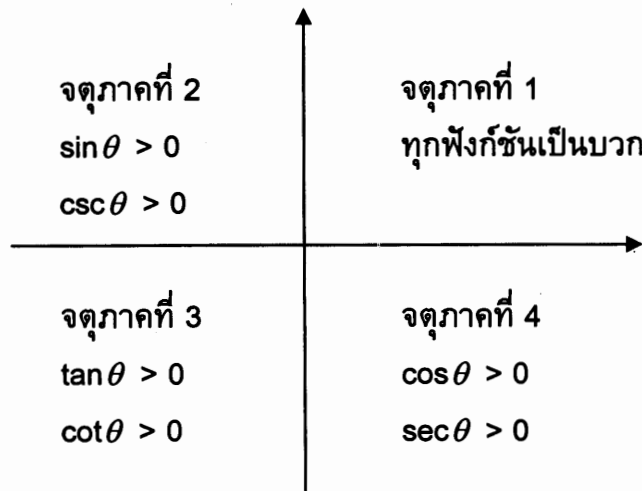 จตุภาคที่ 2
sinθ > 0
cscθ > 0
จตุภาคที่ 1
ทุกฟังก์ชันเป็นบวก
จตุภาคที่ 3
tanθ > 0
cotθ > 0
จตุภาคที่ 4
cosθ > 0
secθ > 0